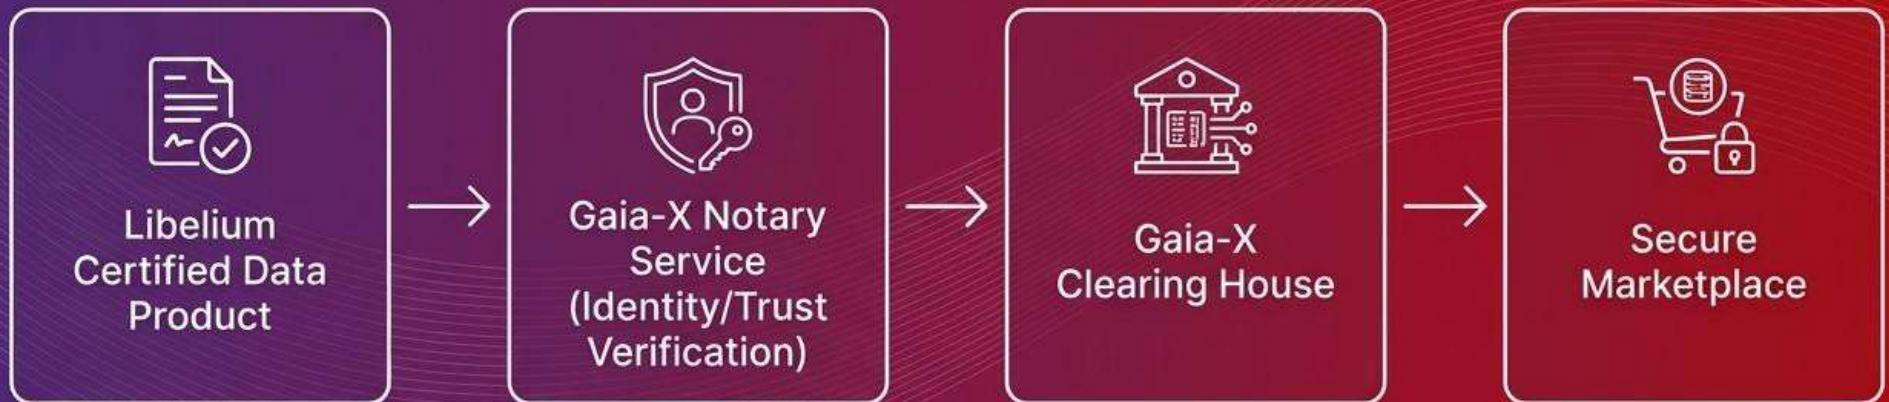 Libelium
Certified Data
Product
Gaia-X Notary
Service
(Identity/Trust
Verification)
Gaia-X
Clearing House
Secure
Marketplace